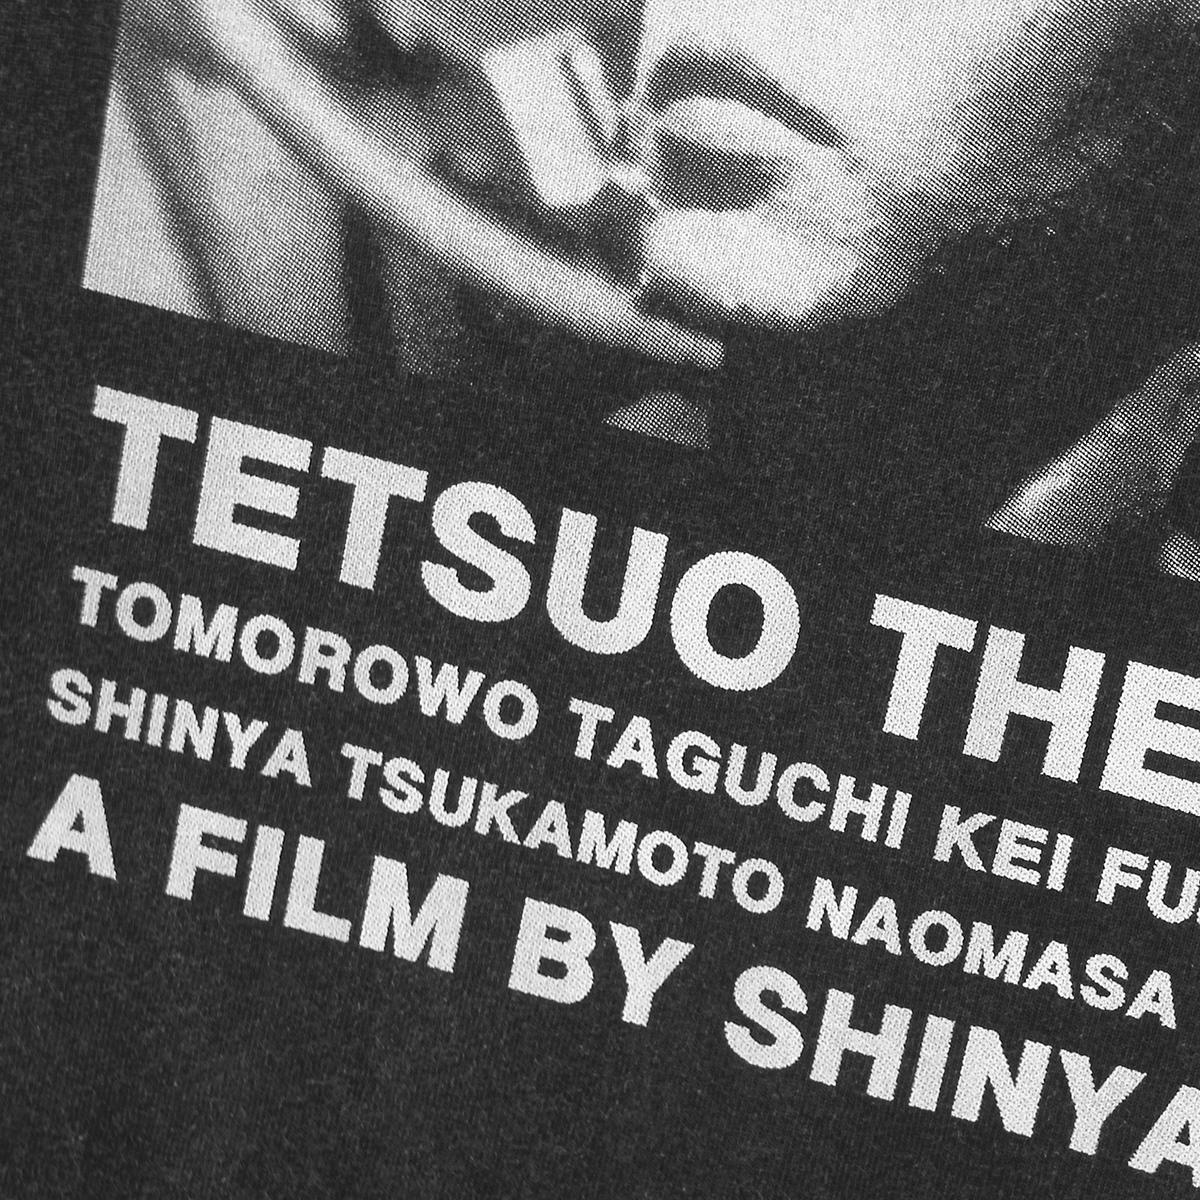 TETSUO THE
TOMOROWO TAGUCHI KEI FU
SHINYA TSUKAMOTO NAOMASA
A FILM BY SHINYA